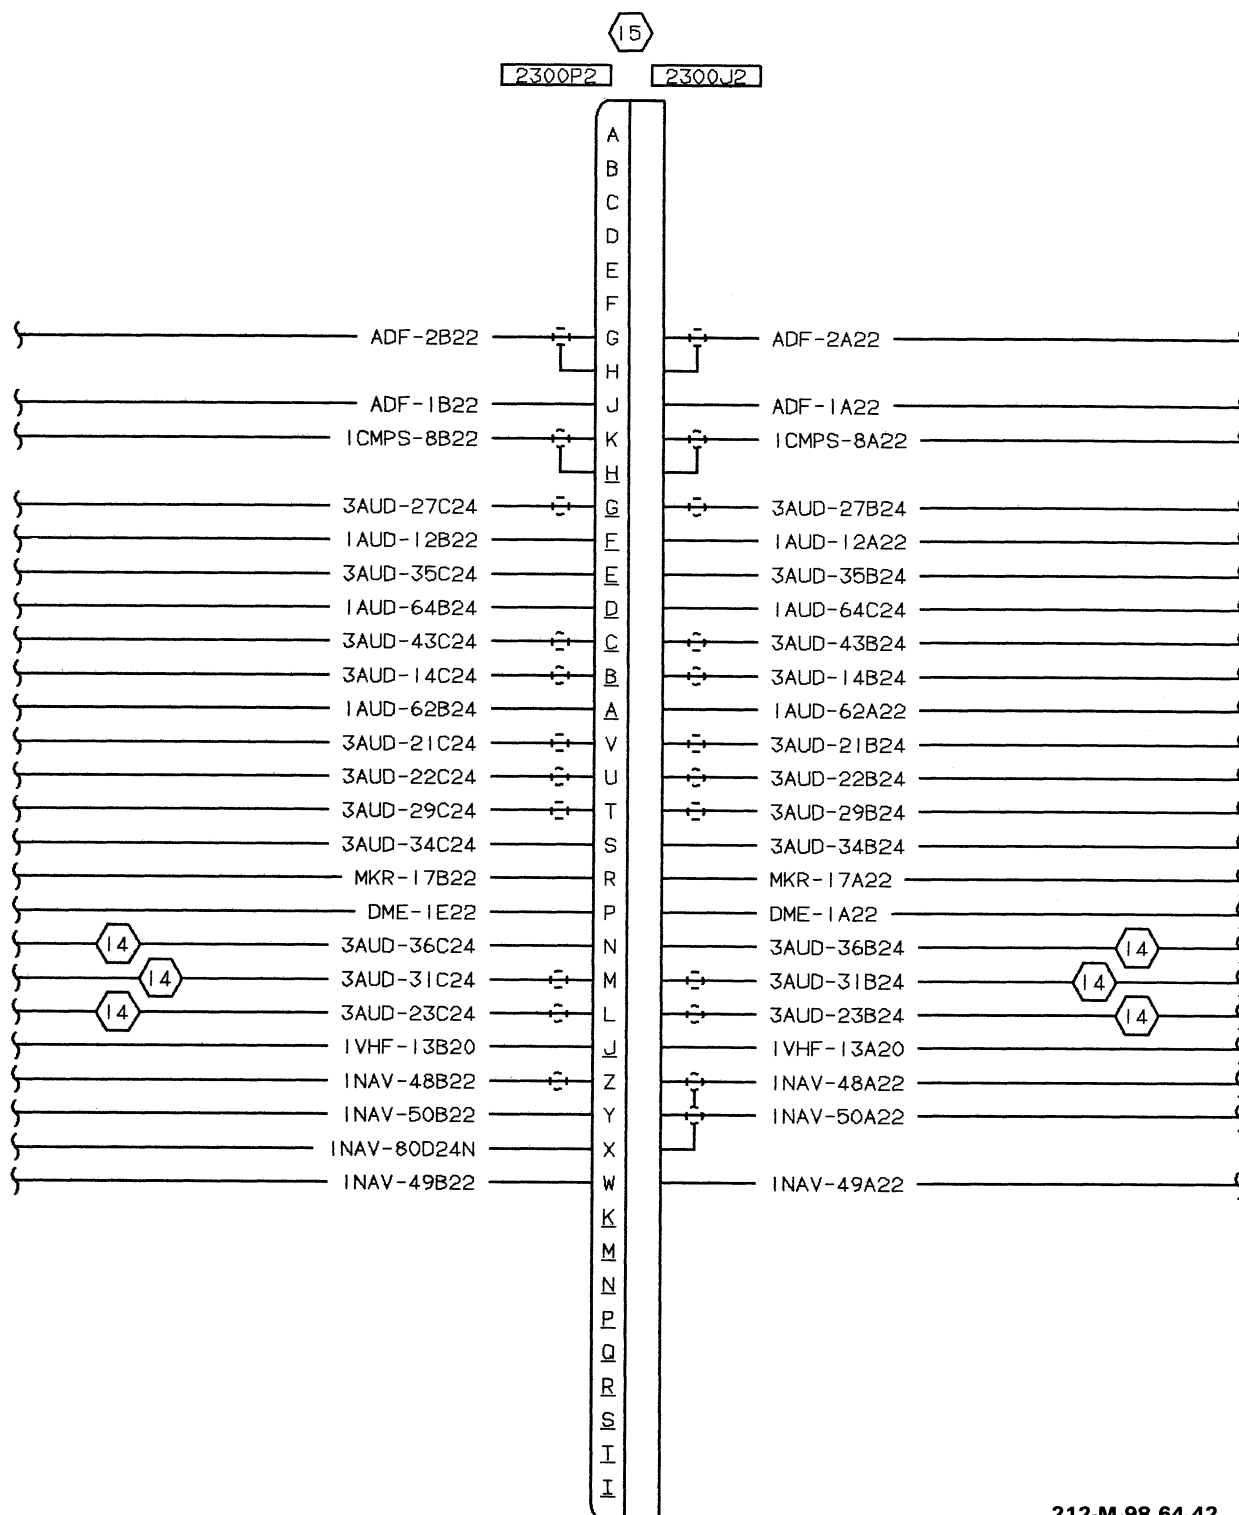 15
2300P2 2300J2
A
B
C
D
E
F
ADF-2B22 G ADF-2A22
H
ADF-1B22 J ADF-1A22
1CMPS-8B22 K 1CMPS-8A22
H
3AUD-27C24 G 3AUD-27B24
1AUD-12B22 F 1AUD-12A22
3AUD-35C24 E 3AUD-35B24
1AUD-64B24 D 1AUD-64C24
3AUD-43C24 C 3AUD-43B24
3AUD-14C24 B 3AUD-14B24
1AUD-62B24 A 1AUD-62A22
3AUD-21C24 V 3AUD-21B24
3AUD-22C24 U 3AUD-22B24
3AUD-29C24 T 3AUD-29B24
3AUD-34C24 S 3AUD-34B24
MKR-17B22 R MKR-17A22
DME-1E22 P DME-1A22
14 3AUD-36C24 N 3AUD-36B24 14
14 3AUD-31C24 M 3AUD-31B24 14
14 3AUD-23C24 L 3AUD-23B24 14
1VHF-13B20 J 1VHF-13A20
1NAV-48B22 Z 1NAV-48A22
1NAV-50B22 Y 1NAV-50A22
1NAV-80D24N X
1NAV-49B22 W 1NAV-49A22
K
M
N
P
Q
R
S
T
I
212-M-98-64-42